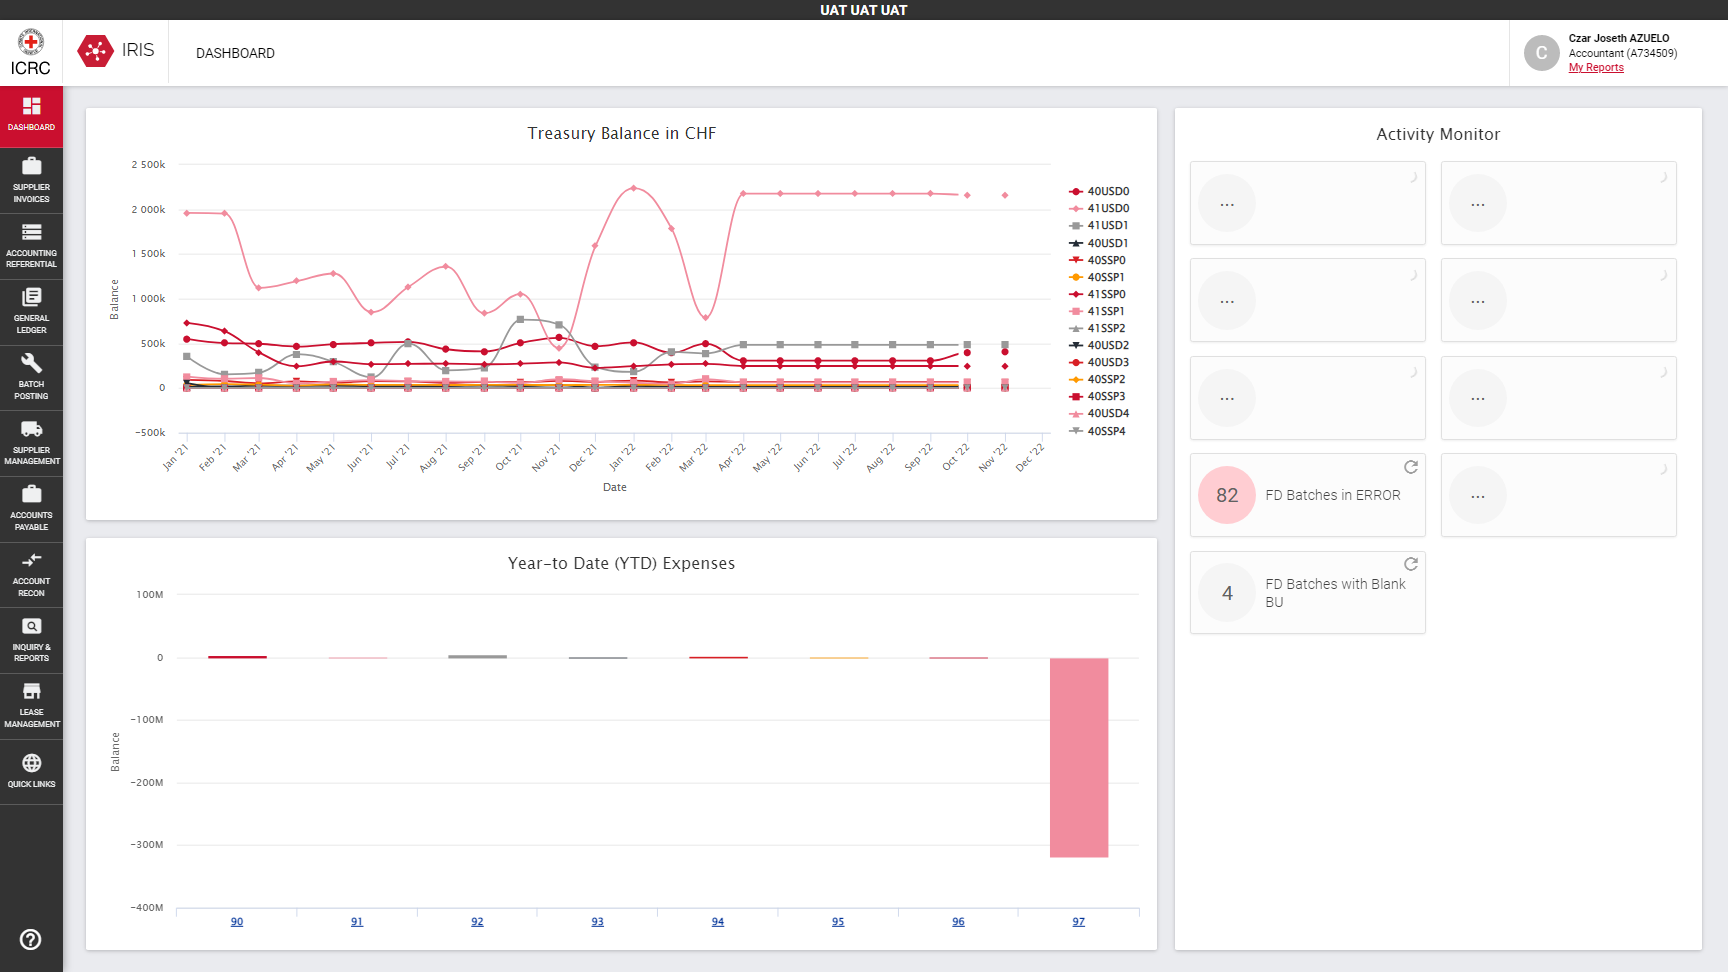 UAT UAT UAT
ICRC
IRIS
DASHBOARD
Czar Joseth AZUELO
Accountant (A734509)
My Reports
C
DASHBOARD
SUPPLIER
INVOICES
ACCOUNTING
REFERENTIAL
GENERAL
LEDGER
BATCH
POSTING
SUPPLIER
MANAGEMENT
ACCOUNTS
PAYABLE
ACCOUNT
RECON
INQUIRY &
REPORTS
LEASE
MANAGEMENT
QUICK LINKS
Treasury Balance in CHF
Balance
2 500k
2 000k
1 500k
1 000k
500k
0
-500k
Jan '21
Feb '21
Mar '21
Apr '21
May '21
Jun '21
Jul '21
Aug '21
Sep '21
Oct '21
Nov '21
Dec '21
Jan '22
Feb '22
Mar '22
Apr '22
May '22
Jun '22
Jul '22
Aug '22
Sep '22
Oct '22
Nov '22
Dec '22
Date
40USD0
41USD0
41USD1
40USD1
40SSP0
40SSP1
41SSP0
41SSP1
41SSP2
40USD2
40USD3
40SSP2
40SSP3
40USD4
40SSP4
Year-to Date (YTD) Expenses
Balance
100M
0
-100M
-200M
-300M
-400M
90
91
92
93
94
95
96
97
Activity Monitor
...
...
...
...
...
...
82
FD Batches in ERROR
...
4
FD Batches with Blank
BU